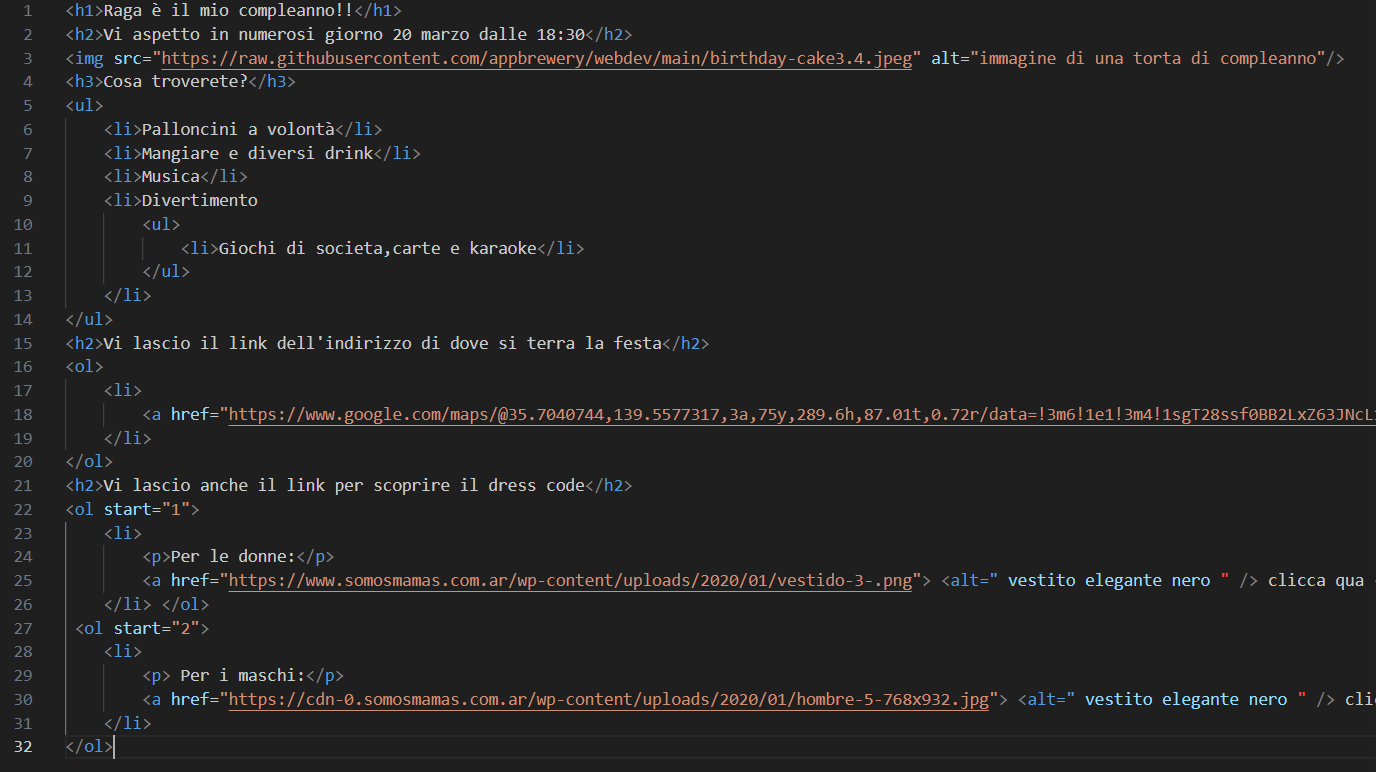 1 <h1>Raga è il mio compleanno!!</h1>
2 <h2>Vi aspetto in numerosi giorno 20 marzo dalle 18:30</h2>
3 <img src="https://raw.githubusercontent.com/appbrewery/webdev/main/birthday-cake3.4.jpeg" alt="immagine di una torta di compleanno"/>
4 <h3>Cosa troverete?</h3>
5 <ul>
6 <li>Palloncini a volontà</li>
7 <li>Mangiare e diversi drink</li>
8 <li>Musica</li>
9 <li>Divertimento
10 <ul>
11 <li>Giochi di societa,carte e karaoke</li>
12 </ul>
13 </li>
14 </ul>
15 <h2>Vi lascio il link dell'indirizzo di dove si terra la festa</h2>
16 <ol>
17 <li>
18 <a href="https://www.google.com/maps/@35.7040744,139.5577317,3a,75y,289.6h,87.01t,0.72r/data=!3m6!1e1!3m4!1sgT28ssf0BB2LxZ63JNcL
19 </li>
20 </ol>
21 <h2>Vi lascio anche il link per scoprire il dress code</h2>
22 <ol start="1">
23 <li>
24 <p>Per le donne:</p>
25 <a href="https://www.somosmamas.com.ar/wp-content/uploads/2020/01/vestido-3-.png"> <alt=" vestito elegante nero " /> clicca qua
26 </li> </ol>
27 <ol start="2">
28 <li>
29 <p> Per i maschi:</p>
30 <a href="https://cdn-0.somosmamas.com.ar/wp-content/uploads/2020/01/hombre-5-768x932.jpg"> <alt=" vestito elegante nero " /> cli
31 </li>
32 </ol>